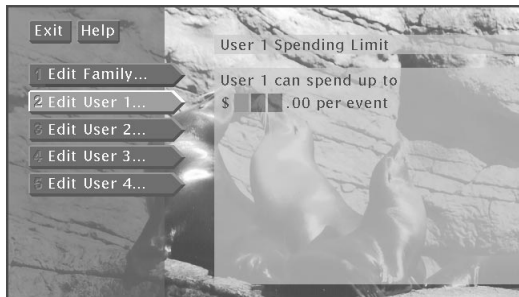 Exit Help
User 1 Spending Limit
1 Edit Family...
2 Edit User 1...
3 Edit User 2...
4 Edit User 3...
5 Edit User 4...
User 1 can spend up to
$ .00 per event